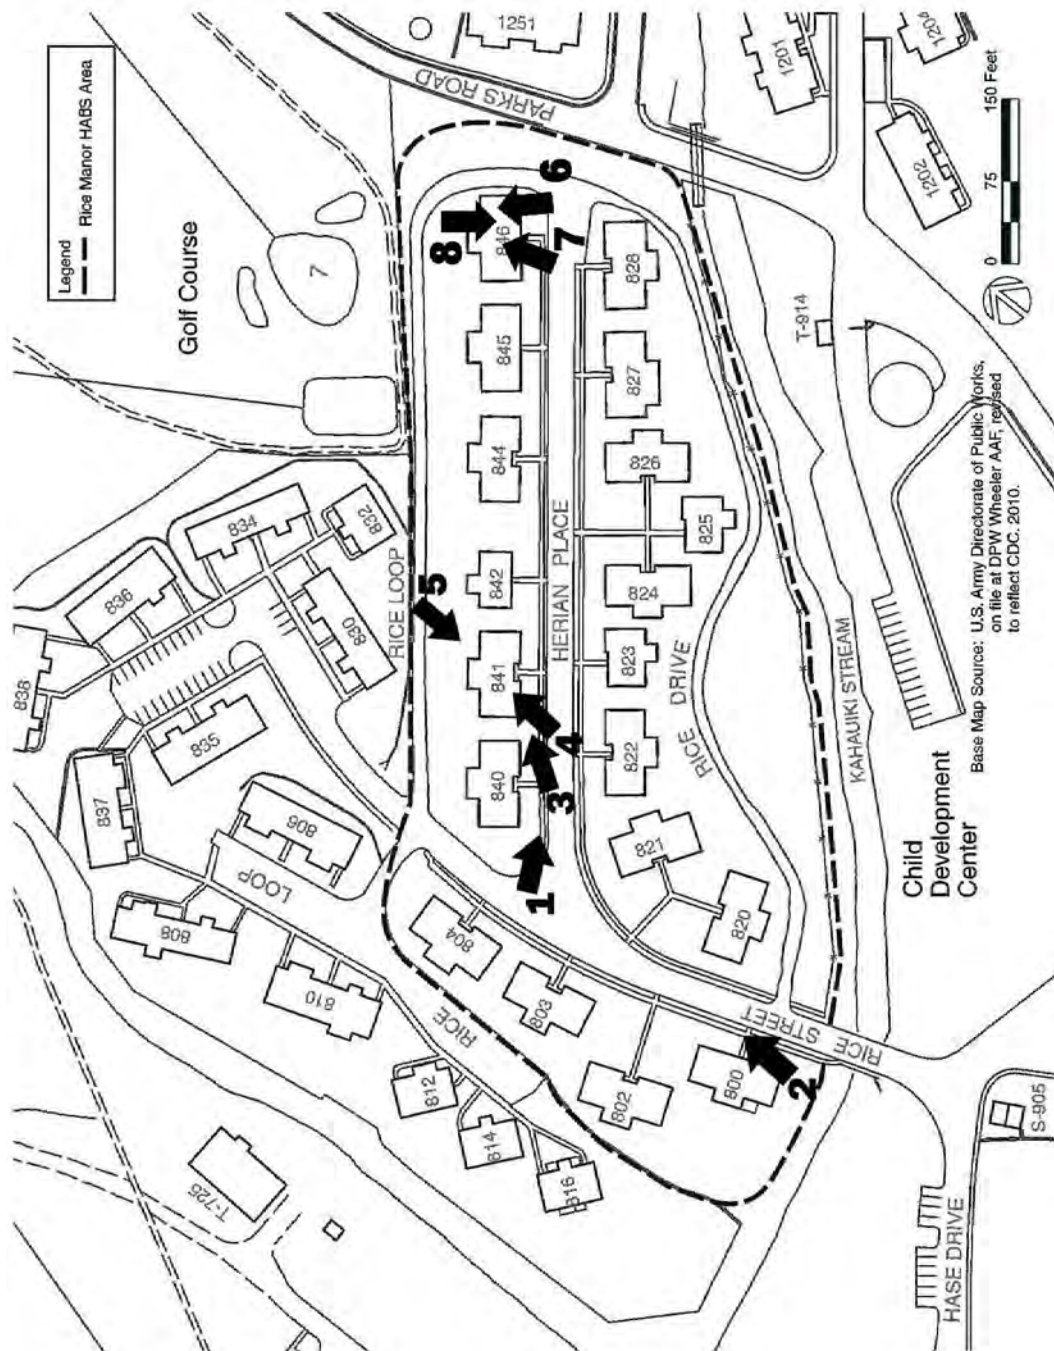 Legend
Rice Manor HABS Area
Golf Course
7
PARKS ROAD
1251
1201
1204
1202
8
6
7
846
845
844
842
841
840
5
4
3
1
2
RICE LOOP
HERIAN PLACE
828
827
826
825
824
823
822
821
820
RICE DRIVE
KAHAUIKI STREAM
T-914
838
836
834
832
830
835
837
806
808
810
812
814
816
LOOP
RICE
804
803
802
800
RICE STREET
T-725
HASE DRIVE
S-905
Child
Development
Center
0 75 150 Feet
Base Map Source: U.S. Army Directorate of Public Works,
on file at DPW Wheeler AAF, revised
to reflect CDC. 2010.